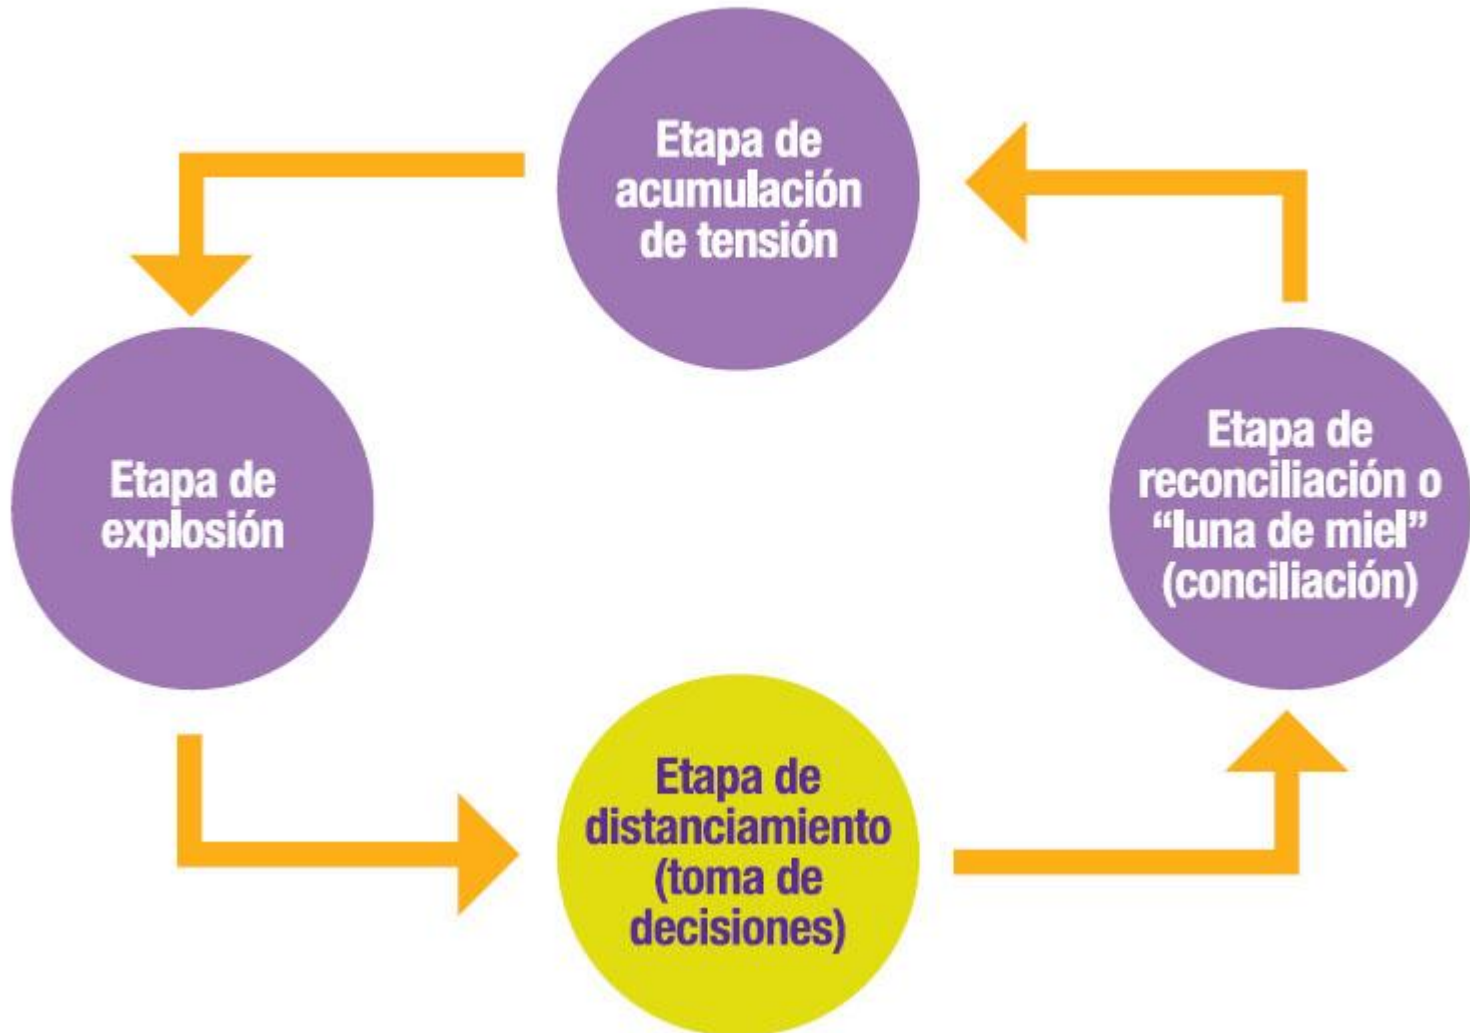 Etapa de
acumulación
de tensión
Etapa de
explosión
Etapa de
distanciamiento
(toma de
decisiones)
Etapa de
reconciliación o
“luna de miel”
(conciliación)